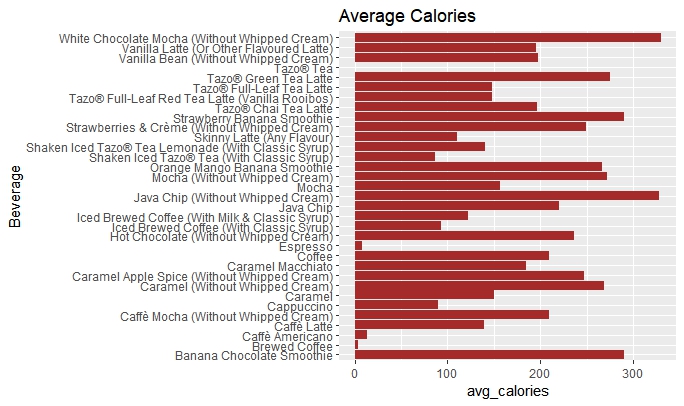 Average Calories
Beverage
White Chocolate Mocha (Without Whipped Cream)
Vanilla Latte (Or Other Flavoured Latte)
Vanilla Bean (Without Whipped Cream)
Tazo® Tea
Tazo® Green Tea Latte
Tazo® Full-Leaf Tea Latte
Tazo® Full-Leaf Red Tea Latte (Vanilla Rooibos)
Tazo® Chai Tea Latte
Strawberry Banana Smoothie
Strawberries & Crème (Without Whipped Cream)
Skinny Latte (Any Flavour)
Shaken Iced Tazo® Tea Lemonade (With Classic Syrup)
Shaken Iced Tazo® Tea (With Classic Syrup)
Orange Mango Banana Smoothie
Mocha (Without Whipped Cream)
Mocha
Java Chip (Without Whipped Cream)
Java Chip
Iced Brewed Coffee (With Milk & Classic Syrup)
Iced Brewed Coffee (With Classic Syrup)
Hot Chocolate (Without Whipped Cream)
Espresso
Coffee
Caramel Macchiato
Caramel Apple Spice (Without Whipped Cream)
Caramel (Without Whipped Cream)
Caramel
Cappuccino
Caffè Mocha (Without Whipped Cream)
Caffè Latte
Caffè Americano
Brewed Coffee
Banana Chocolate Smoothie
0 100 200 300
avg_calories